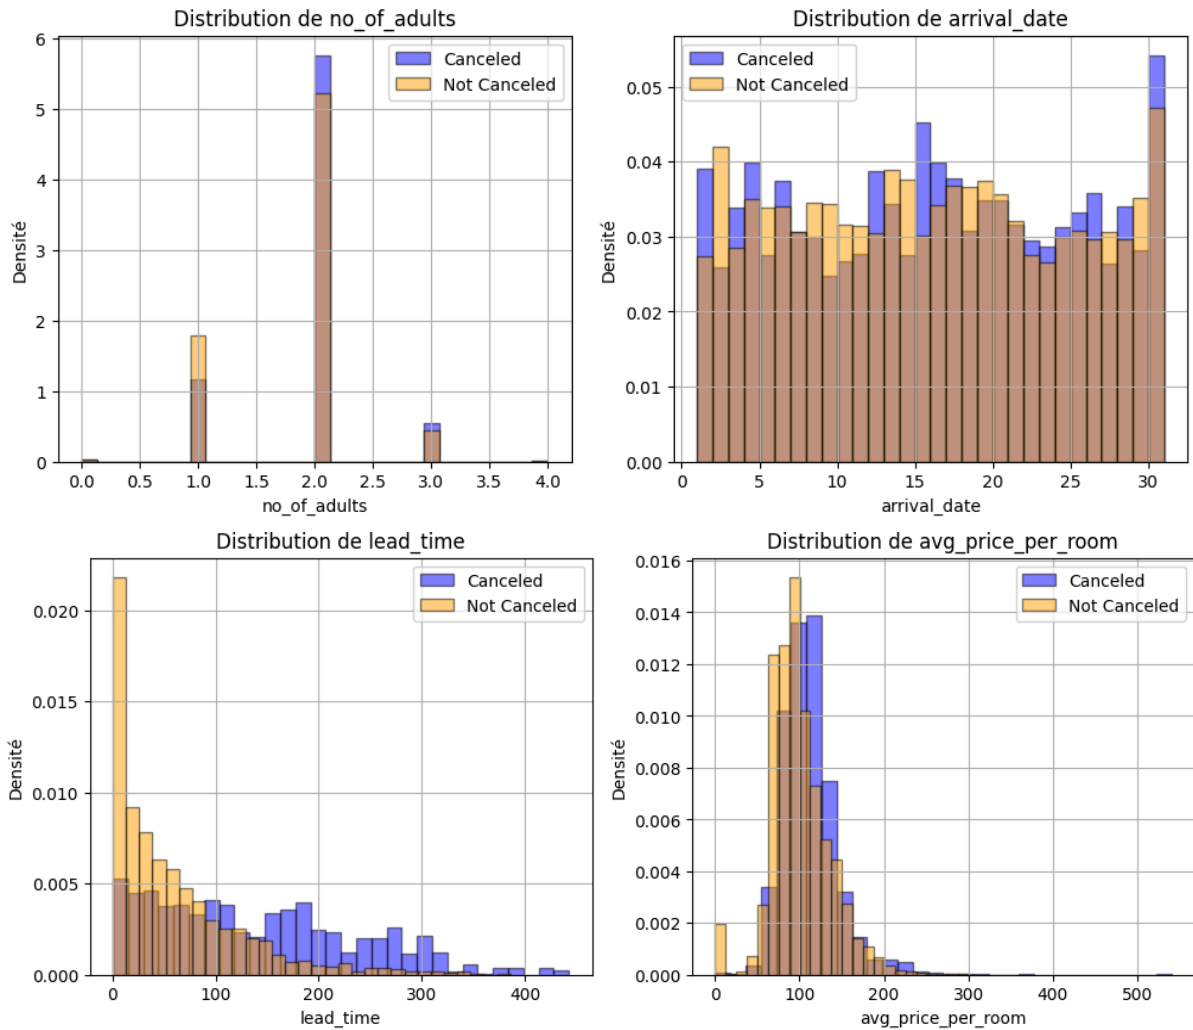 Distribution de no_of_adults
6
5
4
3
2
1
0
Densité
Canceled
Not Canceled
0.0 0.5 1.0 1.5 2.0 2.5 3.0 3.5 4.0
no_of_adults
Distribution de arrival_date
0.05
0.04
0.03
0.02
0.01
0.00
Densité
Canceled
Not Canceled
0 5 10 15 20 25 30
arrival_date
Distribution de lead_time
0.020
0.015
0.010
0.005
0.000
Densité
Canceled
Not Canceled
0 100 200 300 400
lead_time
Distribution de avg_price_per_room
0.016
0.014
0.012
0.010
0.008
0.006
0.004
0.002
0.000
Densité
Canceled
Not Canceled
0 100 200 300 400 500
avg_price_per_room